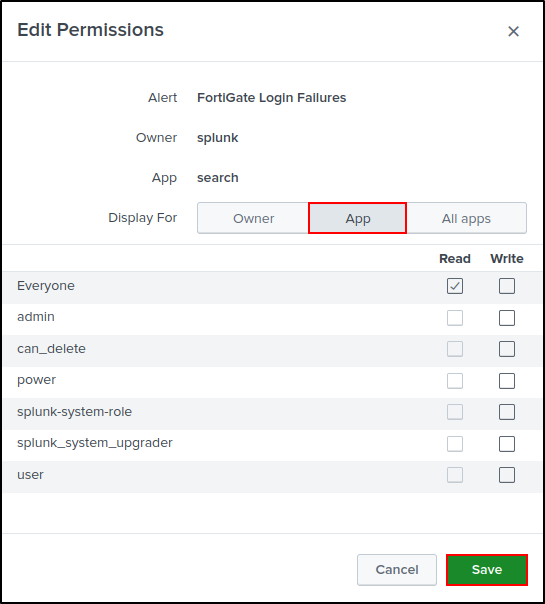 Edit Permissions
Alert FortiGate Login Failures
Owner splunk
App search
Display For Owner App All apps
Read Write
Everyone
admin
can_delete
power
splunk-system-role
splunk_system_upgrader
user
Cancel Save